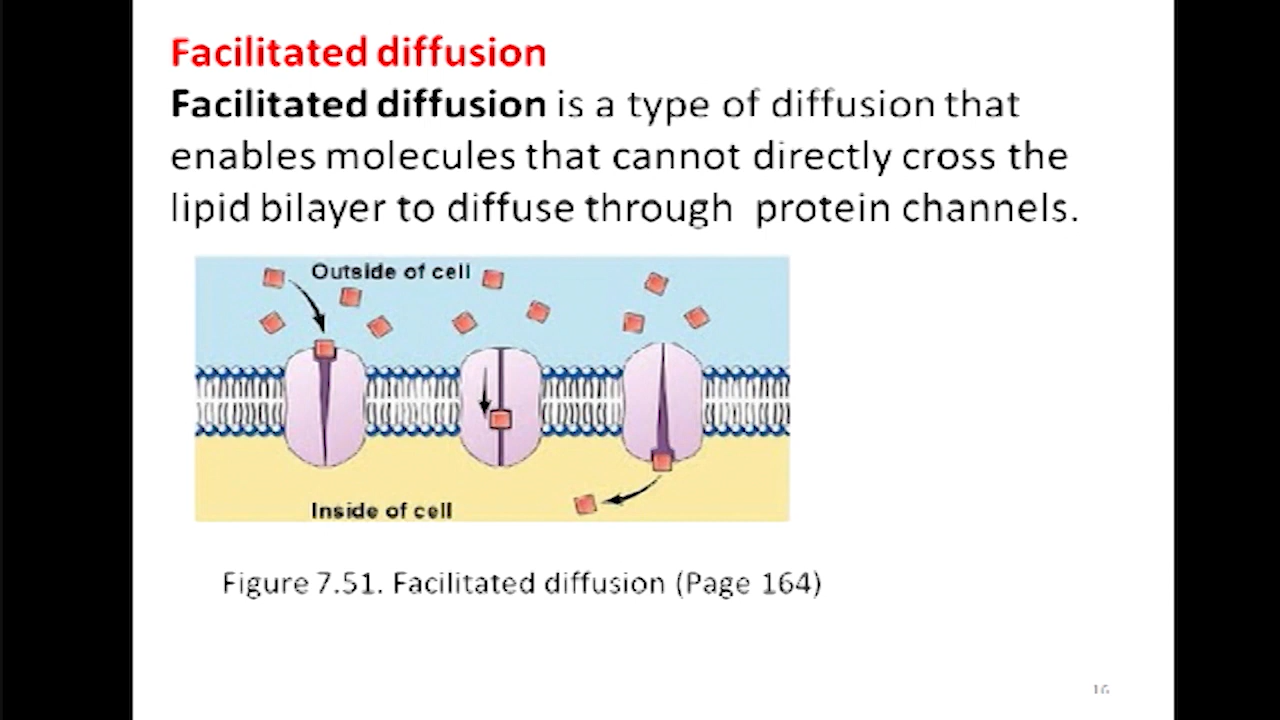 Facilitated diffusion
Facilitated diffusion is a type of diffusion that
enables molecules that cannot directly cross the
lipid bilayer to diffuse through protein channels.
Outside of cell
Inside of cell
Figure 7.51. Facilitated diffusion (Page 164)
16